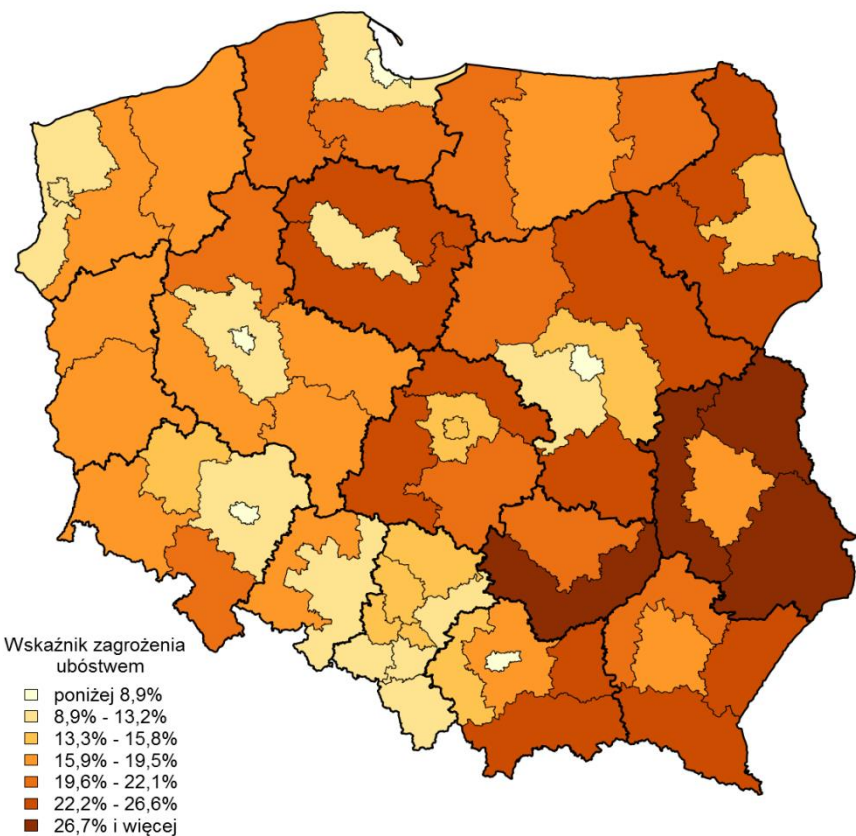 Wskaźnik zagrożenia
ubóstwem
poniżej 8,9%
8,9% - 13,2%
13,3% - 15,8%
15,9% - 19,5%
19,6% - 22,1%
22,2% - 26,6%
26,7% i więcej